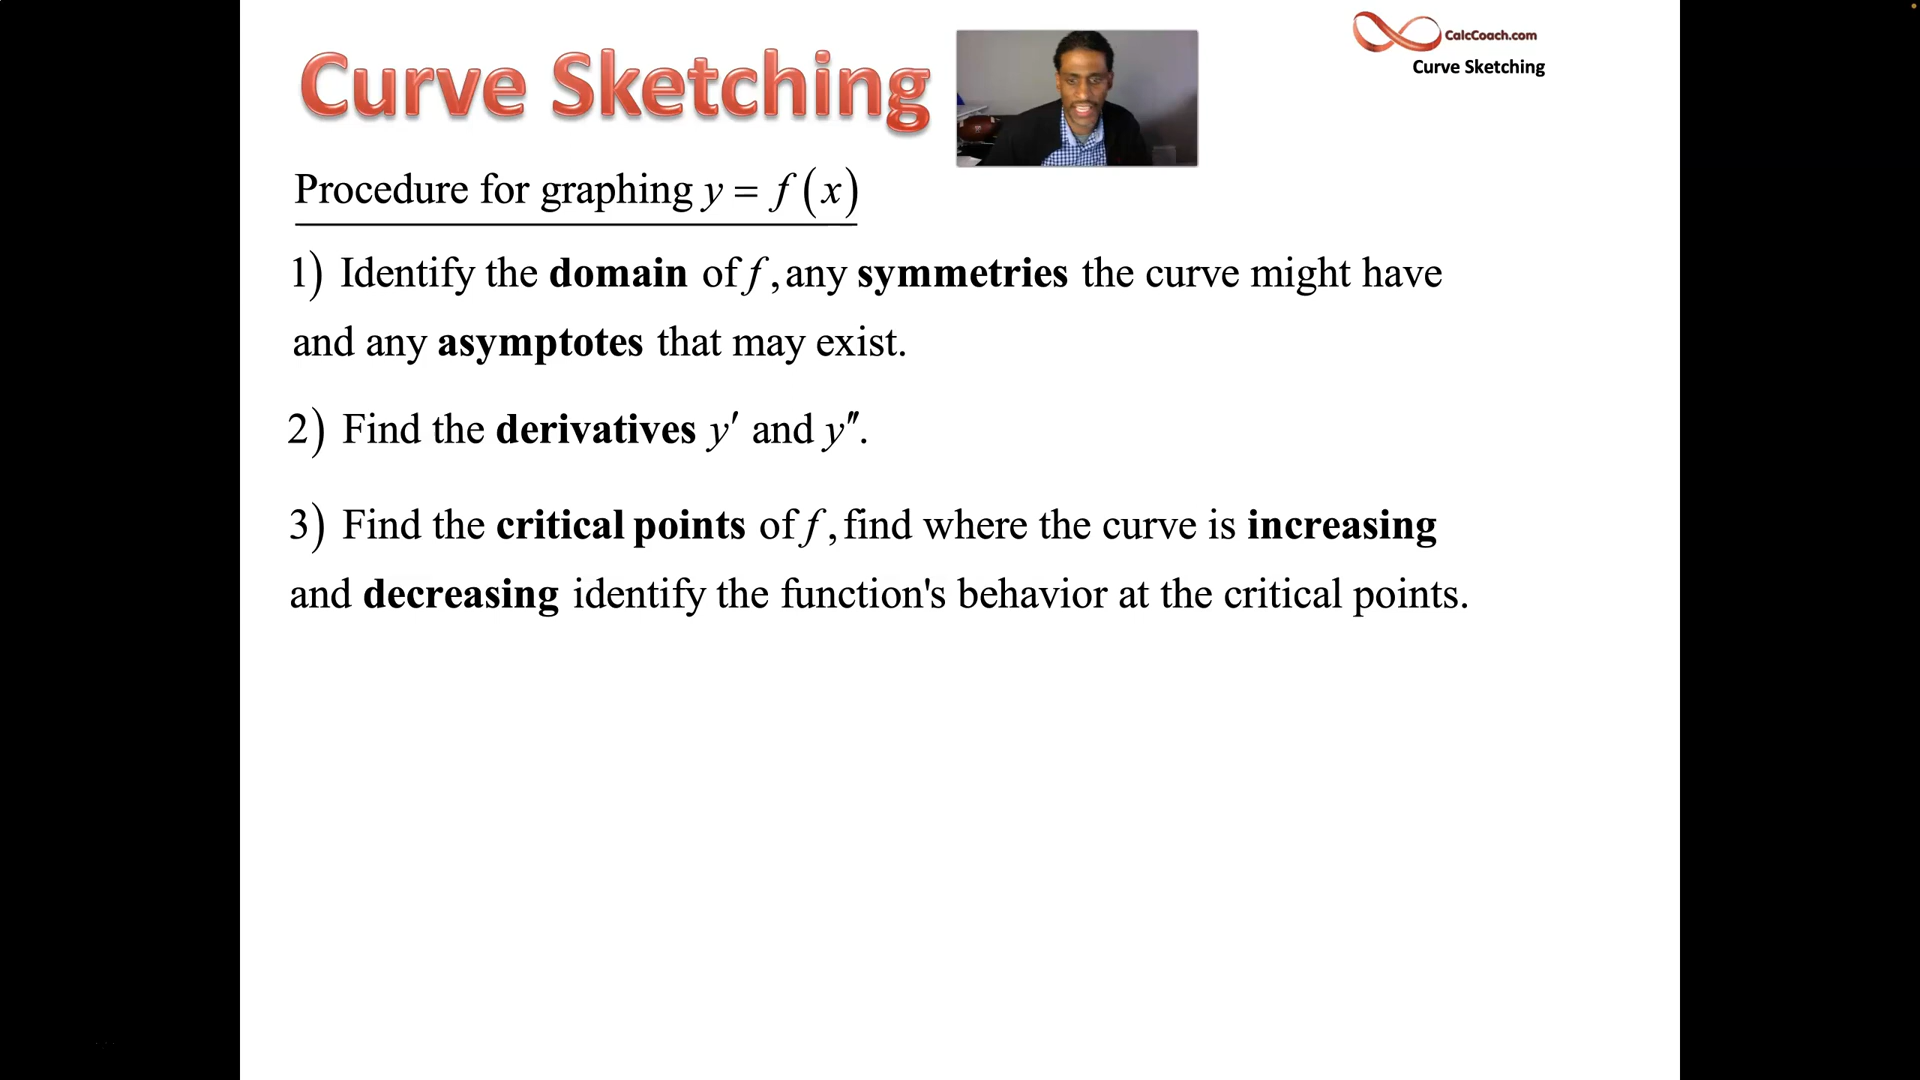 Curve Sketching
CalcCoach.com
Curve Sketching
Procedure for graphing y = f(x)
1) Identify the domain of f, any symmetries the curve might have
and any asymptotes that may exist.
2) Find the derivatives y′ and y″.
3) Find the critical points of f, find where the curve is increasing
and decreasing identify the function's behavior at the critical points.